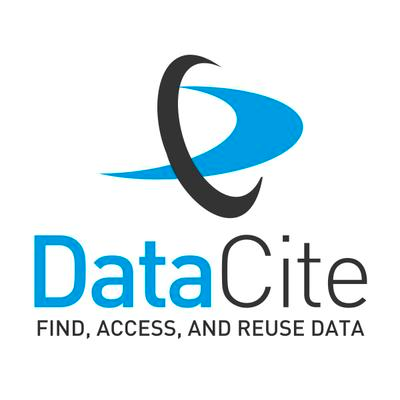 DataCite
FIND, ACCESS, AND REUSE DATA